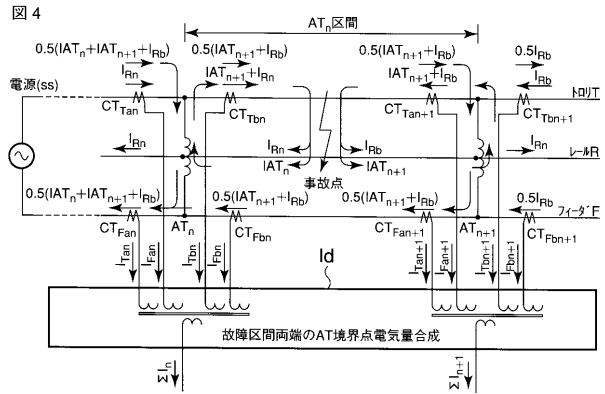 図 4
ATn区間
0.5(IATn+IATn+1+IRb)
0.5(IATn+1+IRb)
0.5(IATn+1+IRb)
0.5IRb
IRn
IATn+1+IRn
IATn+1+IRb
IRb
電源(ss)
CTTan
CTTbn
CTTan+1
CTTbn+1
トロリT
IRn
IRn
IRb
IRn
レールR
IATn
IATn+1
事故点
0.5(IATn+IATn+1+IRb)
0.5(IATn+1+IRb)
0.5(IATn+1+IRb)
0.5IRb
フィーダF
CTFan
ATn
CTFbn
CTFan+1
ATn+1
CTFbn+1
ITan
IFan
ITbn
IFbn
Id
ITan+1
IFan+1
ITbn+1
IFbn+1
故障区間両端のAT境界点電気量合成
ΣIn
ΣIn+1